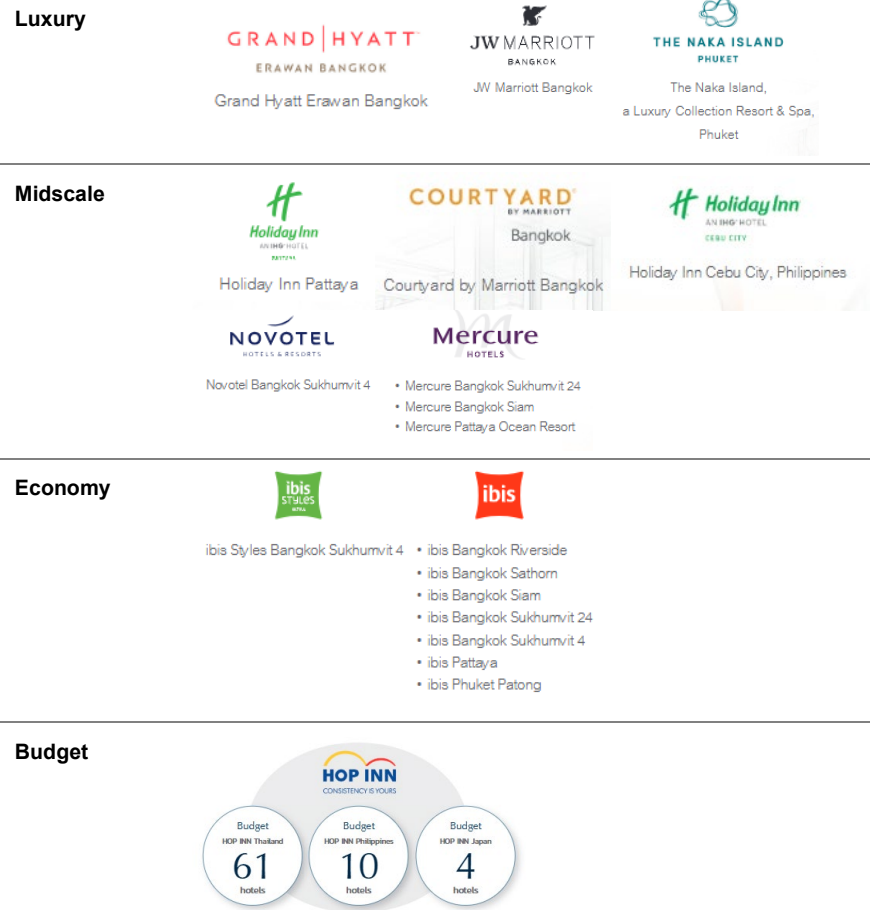 Luxury
GRAND HYATT
ERAWAN BANGKOK
Grand Hyatt Erawan Bangkok
JW MARRIOTT
BANGKOK
JW Marriott Bangkok
THE NAKA ISLAND
PHUKET
The Naka Island,
a Luxury Collection Resort & Spa,
Phuket
Midscale
Holiday Inn
AN IHG HOTEL
PATTAYA
Holiday Inn Pattaya
COURTYARD
BY MARRIOTT
Bangkok
Courtyard by Marriott Bangkok
Holiday Inn
AN IHG HOTEL
CEBU CITY
Holiday Inn Cebu City, Philippines
NOVOTEL
HOTELS & RESORTS
Novotel Bangkok Sukhumvit 4
Mercure
HOTELS
• Mercure Bangkok Sukhumvit 24
• Mercure Bangkok Siam
• Mercure Pattaya Ocean Resort
Economy
ibis
STYLES
ibis Styles Bangkok Sukhumvit 4
ibis
• ibis Bangkok Riverside
• ibis Bangkok Sathorn
• ibis Bangkok Siam
• ibis Bangkok Sukhumvit 24
• ibis Bangkok Sukhumvit 4
• ibis Pattaya
• ibis Phuket Patong
Budget
HOP INN
CONSISTENCY IS YOURS
Budget
HOP INN Thailand
61
hotels
Budget
HOP INN Philippines
10
hotels
Budget
HOP INN Japan
4
hotels